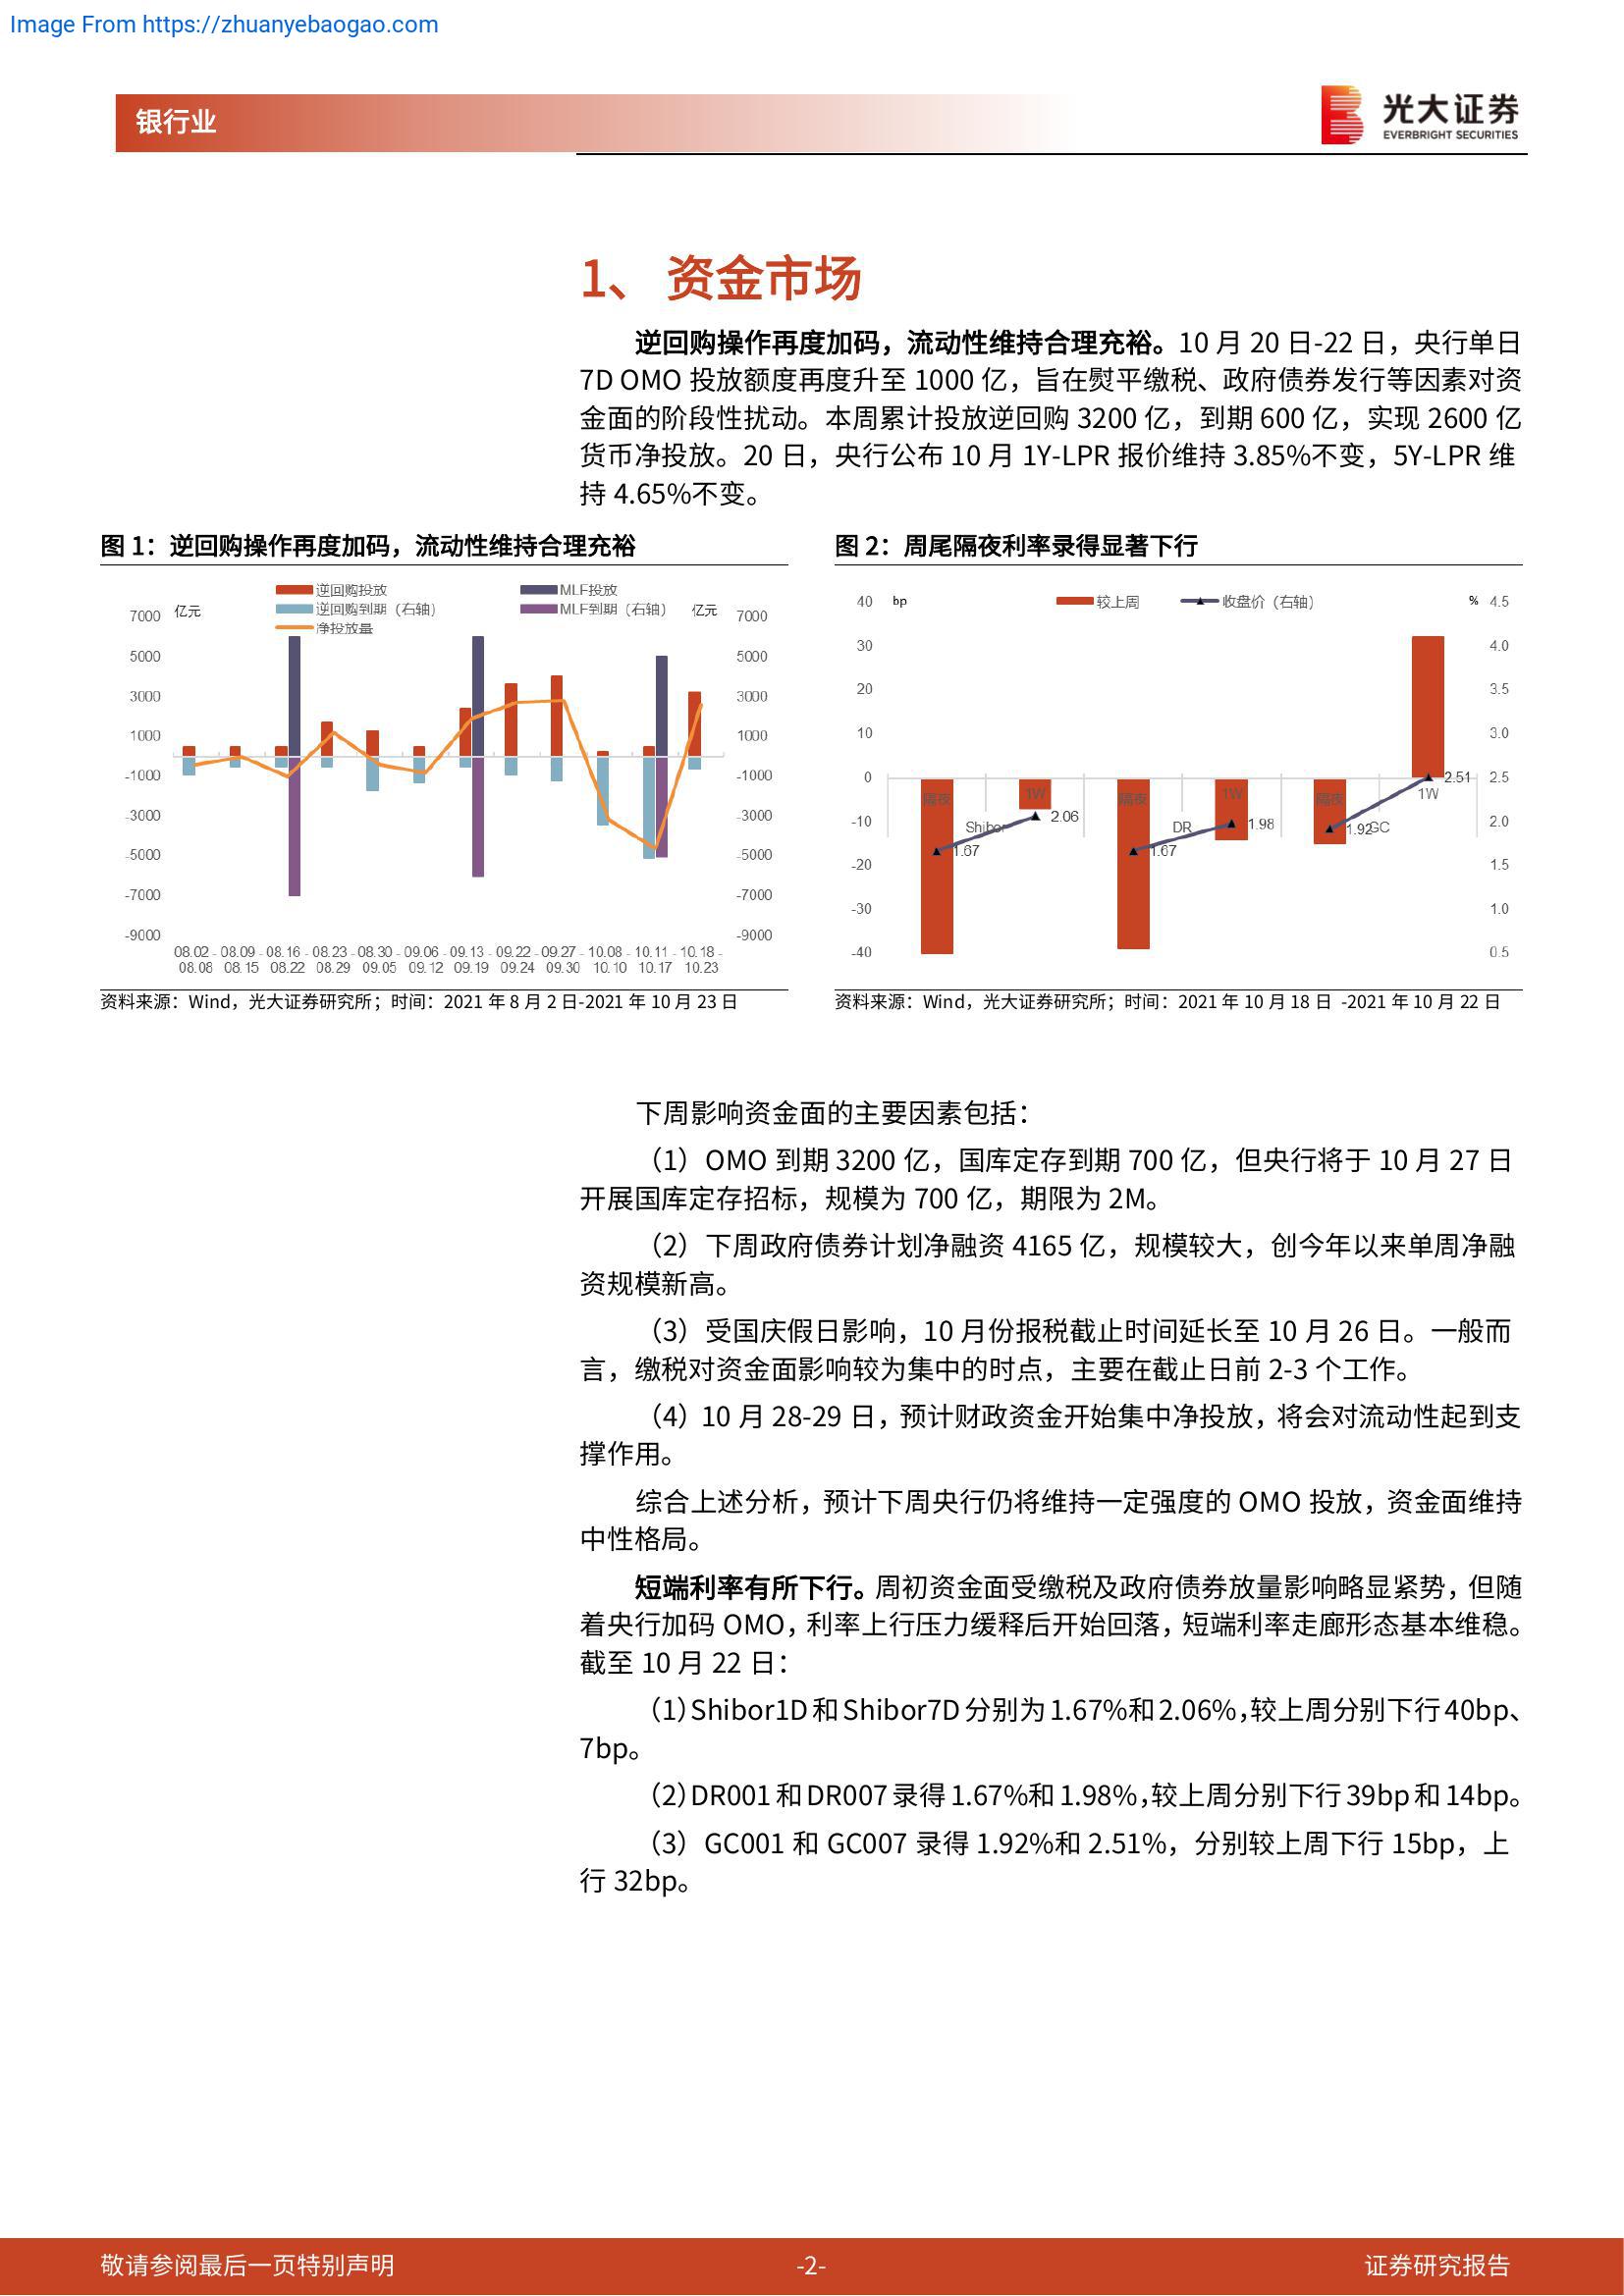 Image From https://zhuanyebaogao.com
银行业
光大证券
EVERBRIGHT SECURITIES
1、 资金市场
逆回购操作再度加码，流动性维持合理充裕。10 月 20 日-22 日，央行单日
7D OMO 投放额度再度升至 1000 亿，旨在熨平缴税、政府债券发行等因素对资
金面的阶段性扰动。本周累计投放逆回购 3200 亿，到期 600 亿，实现 2600 亿
货币净投放。20 日，央行公布 10 月 1Y-LPR 报价维持 3.85%不变，5Y-LPR 维
持 4.65%不变。
图 1：逆回购操作再度加码，流动性维持合理充裕
逆回购投放 MLF投放
亿元 逆回购到期（右轴） MLF到期（右轴） 亿元
净投放量
7000 7000
5000 5000
3000 3000
1000 1000
-1000 -1000
-3000 -3000
-5000 -5000
-7000 -7000
-9000 -9000
08.02 - 08.09 - 08.16 - 08.23 - 08.30 - 09.06 - 09.13 - 09.22 - 09.27 - 10.08 - 10.11 - 10.18 -
08.08 08.15 08.22 08.29 09.05 09.12 09.19 09.24 09.30 10.10 10.17 10.23
资料来源：Wind，光大证券研究所；时间：2021 年 8 月 2 日-2021 年 10 月 23 日
图 2：周尾隔夜利率录得显著下行
40 bp 较上周 收盘价（右轴） % 4.5
30 4.0
20 3.5
10 3.0
0 2.51 2.5
隔夜 1W 隔夜 1W 隔夜 1W
-10 Shibor 2.06 DR 1.98 1.92 GC 2.0
1.67 1.67
-20 1.5
-30 1.0
-40 0.5
资料来源：Wind，光大证券研究所；时间：2021 年 10 月 18 日 -2021 年 10 月 22 日
下周影响资金面的主要因素包括：
（1）OMO 到期 3200 亿，国库定存到期 700 亿，但央行将于 10 月 27 日
开展国库定存招标，规模为 700 亿，期限为 2M。
（2）下周政府债券计划净融资 4165 亿，规模较大，创今年以来单周净融
资规模新高。
（3）受国庆假日影响，10 月份报税截止时间延长至 10 月 26 日。一般而
言，缴税对资金面影响较为集中的时点，主要在截止日前 2-3 个工作。
（4）10 月 28-29 日，预计财政资金开始集中净投放，将会对流动性起到支
撑作用。
综合上述分析，预计下周央行仍将维持一定强度的 OMO 投放，资金面维持
中性格局。
短端利率有所下行。周初资金面受缴税及政府债券放量影响略显紧势，但随
着央行加码 OMO，利率上行压力缓释后开始回落，短端利率走廊形态基本维稳。
截至 10 月 22 日：
（1）Shibor1D 和 Shibor7D 分别为 1.67%和 2.06%，较上周分别下行 40bp、
7bp。
（2）DR001 和 DR007 录得 1.67%和 1.98%，较上周分别下行 39bp 和 14bp。
（3）GC001 和 GC007 录得 1.92%和 2.51%，分别较上周下行 15bp，上
行 32bp。
敬请参阅最后一页特别声明 -2- 证券研究报告